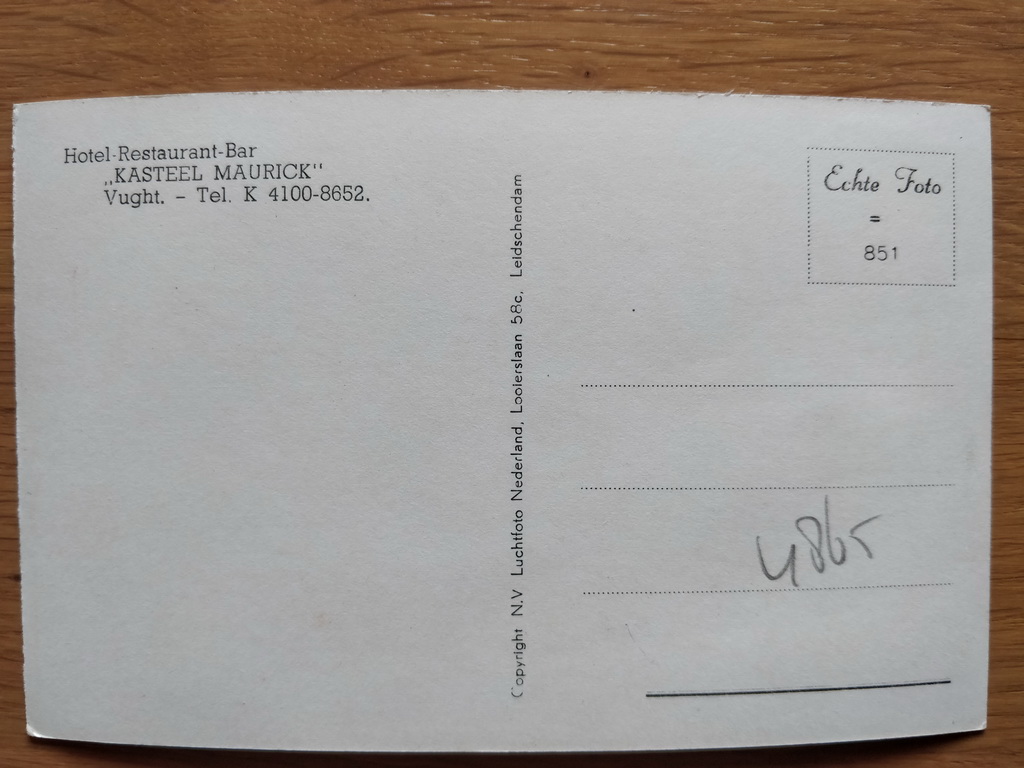 Hotel-Restaurant-Bar
„KASTEEL MAURICK"
Vught. - Tel. K 4100-8652.
Copyright N.V Luchtfoto Nederland, Looierslaan 58c, Leidschendam
Echte Foto
=
851
4865